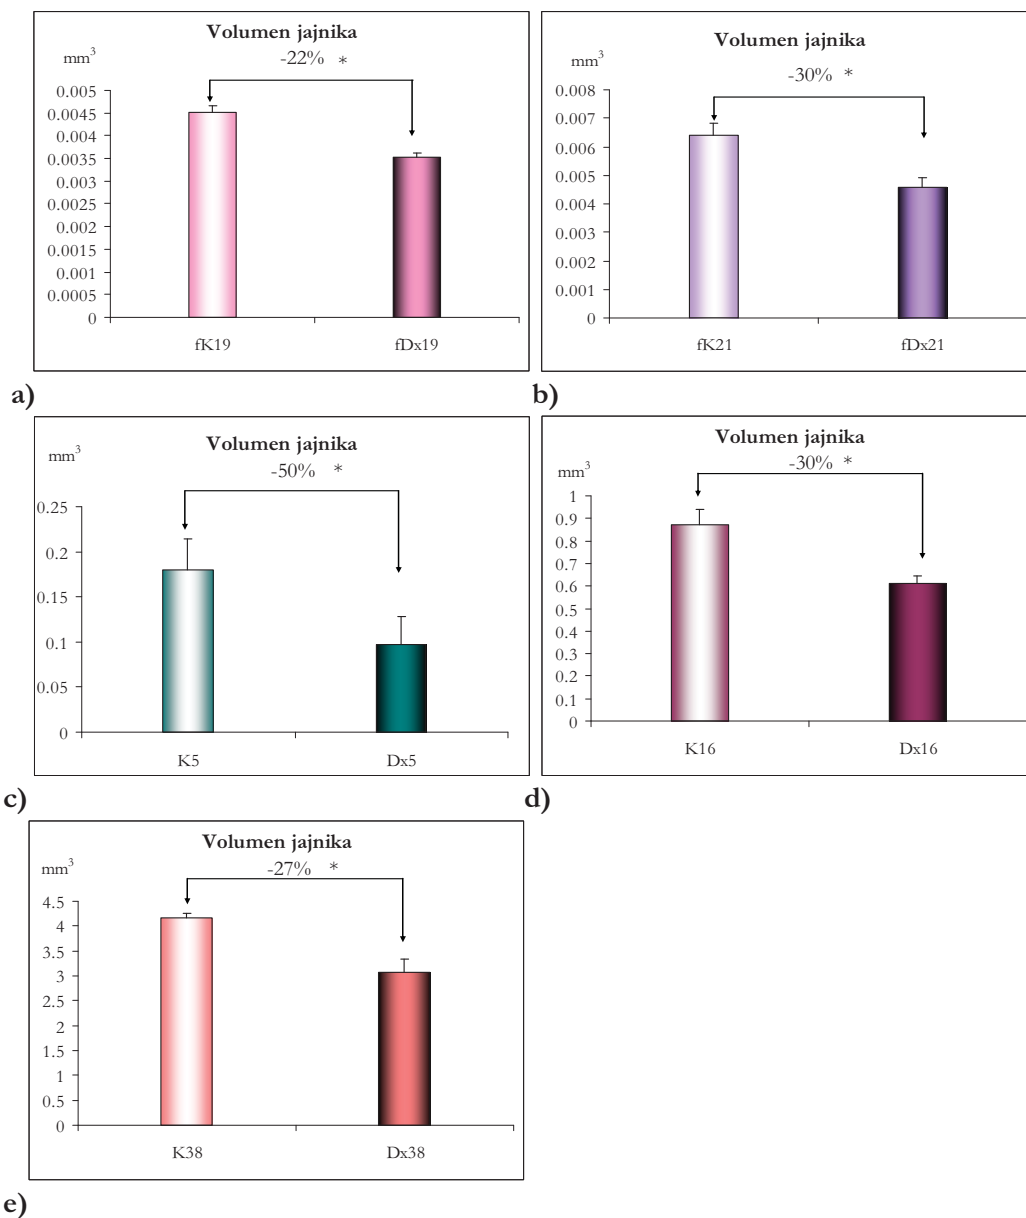 Volumen jajnika
mm³
-22% *
0.005
0.0045
0.004
0.0035
0.003
0.0025
0.002
0.0015
0.001
0.0005
0
fK19 fDx19
a)
Volumen jajnika
mm³
-30% *
0.008
0.007
0.006
0.005
0.004
0.003
0.002
0.001
0
fK21 fDx21
b)
Volumen jajnika
mm³
-50% *
0.25
0.2
0.15
0.1
0.05
0
K5 Dx5
c)
Volumen jajnika
mm³
-30% *
1
0.9
0.8
0.7
0.6
0.5
0.4
0.3
0.2
0.1
0
K16 Dx16
d)
Volumen jajnika
mm³
-27% *
4.5
4
3.5
3
2.5
2
1.5
1
0.5
0
K38 Dx38
e)